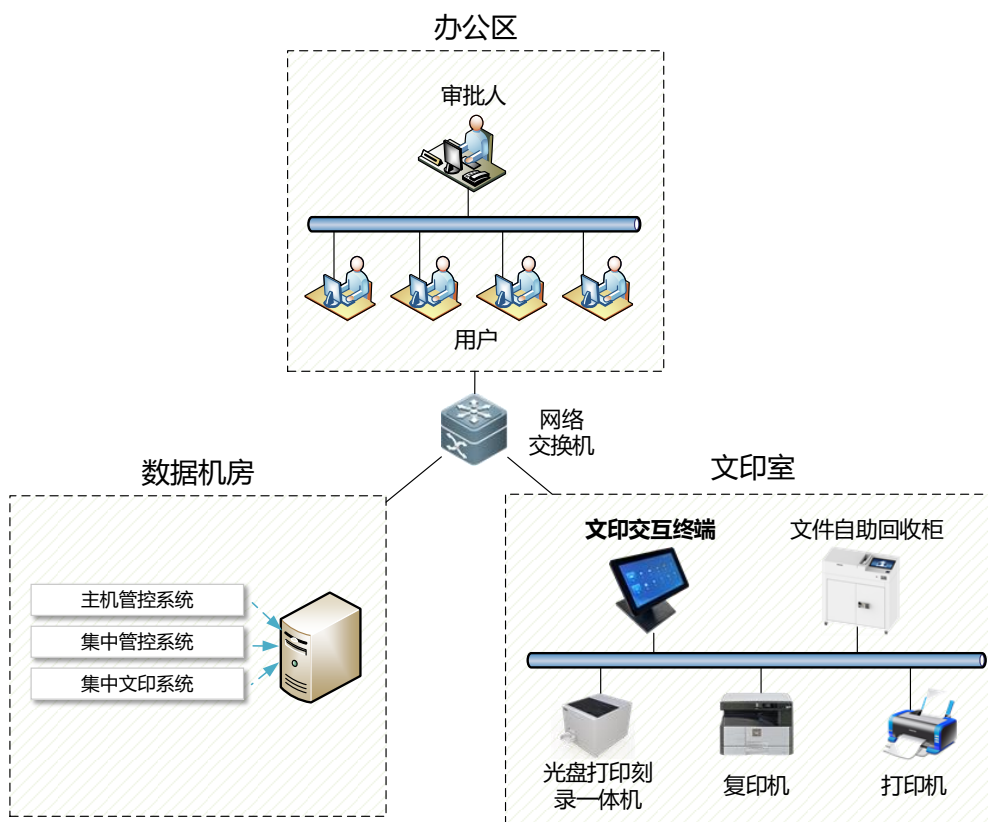 办公区
审批人
用户
网络
交换机
数据机房
主机管控系统
集中管控系统
集中文印系统
文印室
文印交互终端
文件自助回收柜
光盘打印刻
录一体机
复印机
打印机